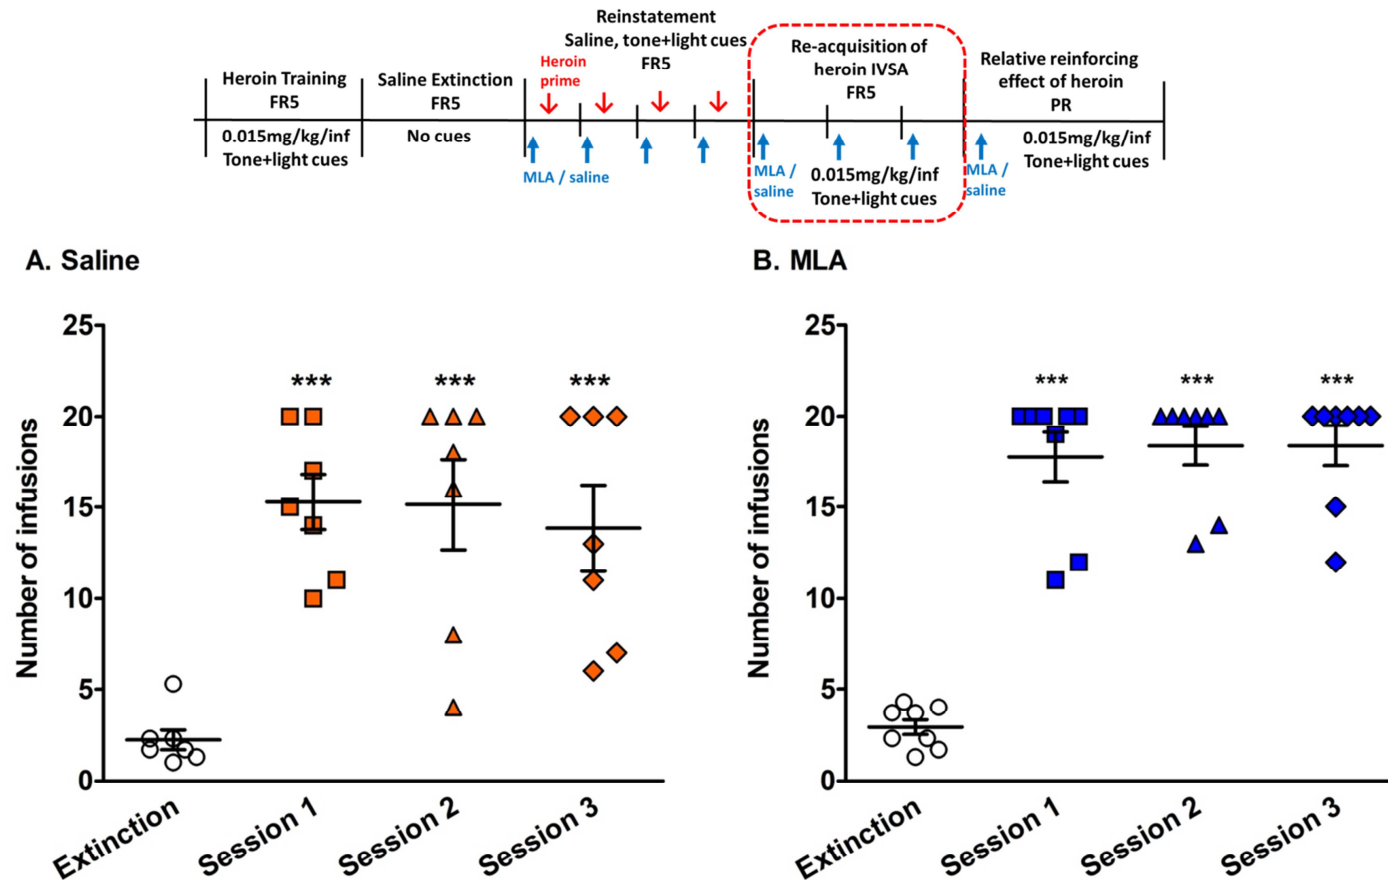 Heroin Training
FR5
0.015mg/kg/inf
Tone+light cues
Saline Extinction
FR5
No cues
Reinstatement
Saline, tone+light cues
FR5
Heroin
prime
MLA / saline
Re-acquisition of
heroin IVSA
FR5
MLA /
saline
0.015mg/kg/inf
Tone+light cues
Relative reinforcing
effect of heroin
PR
MLA /
saline
0.015mg/kg/inf
Tone+light cues
A. Saline
Number of infusions
25
20
15
10
5
0
***
***
***
Extinction
Session 1
Session 2
Session 3
B. MLA
Number of infusions
25
20
15
10
5
0
***
***
***
Extinction
Session 1
Session 2
Session 3